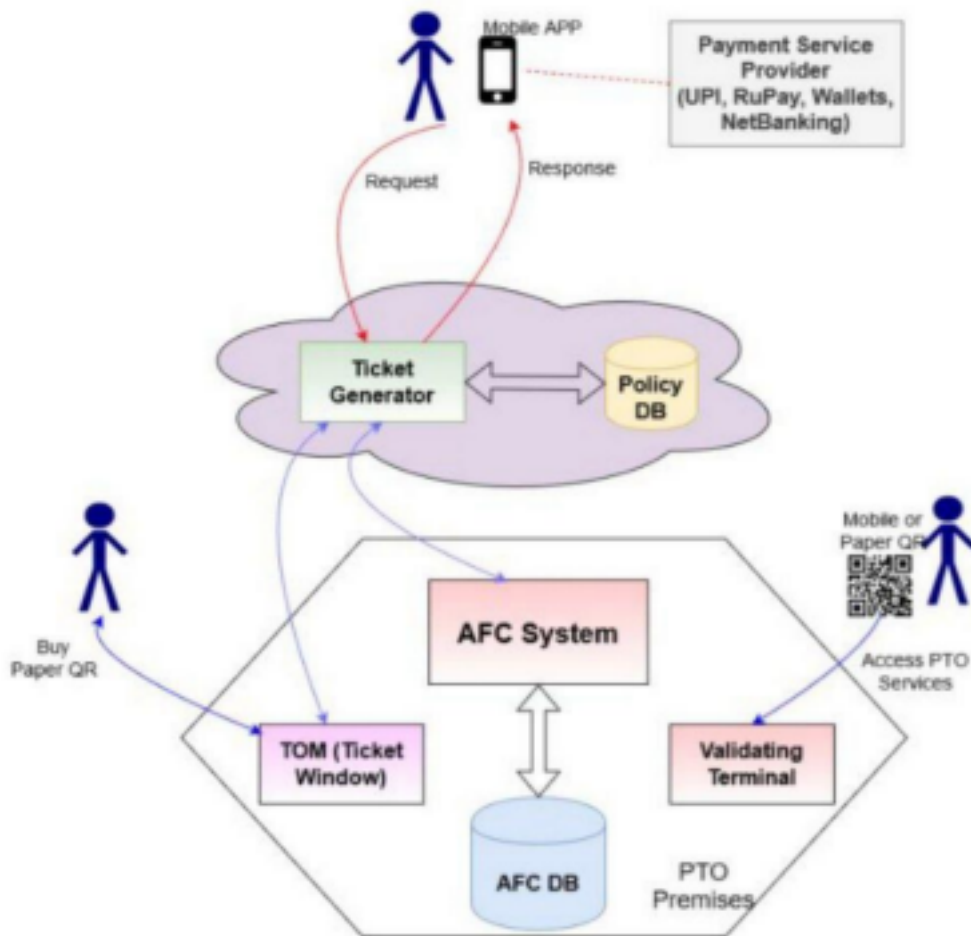 Mobile APP
Payment Service
Provider
(UPI, RuPay, Wallets,
NetBanking)
Request
Response
Ticket
Generator
Policy
DB
Mobile or
Paper QR
Buy
Paper QR
AFC System
Access PTO
Services
TOM (Ticket
Window)
Validating
Terminal
AFC DB
PTO
Premises